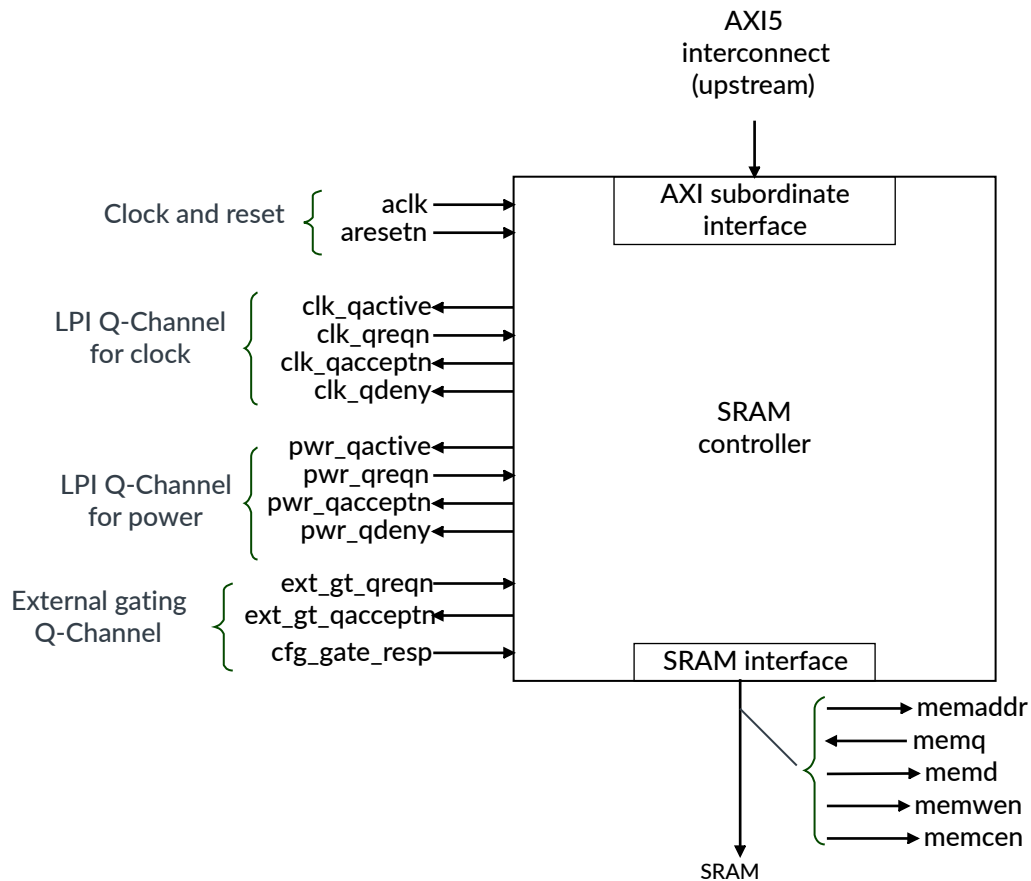 AXI5
interconnect
(upstream)
AXI subordinate
interface
Clock and reset
aclk
aresetn
LPI Q-Channel
for clock
clk_qactive
clk_qreqn
clk_qacceptn
clk_qdeny
SRAM
controller
LPI Q-Channel
for power
pwr_qactive
pwr_qreqn
pwr_qacceptn
pwr_qdeny
External gating
Q-Channel
ext_gt_qreqn
ext_gt_qacceptn
cfg_gate_resp
SRAM interface
memaddr
memq
memd
memwen
memcen
SRAM